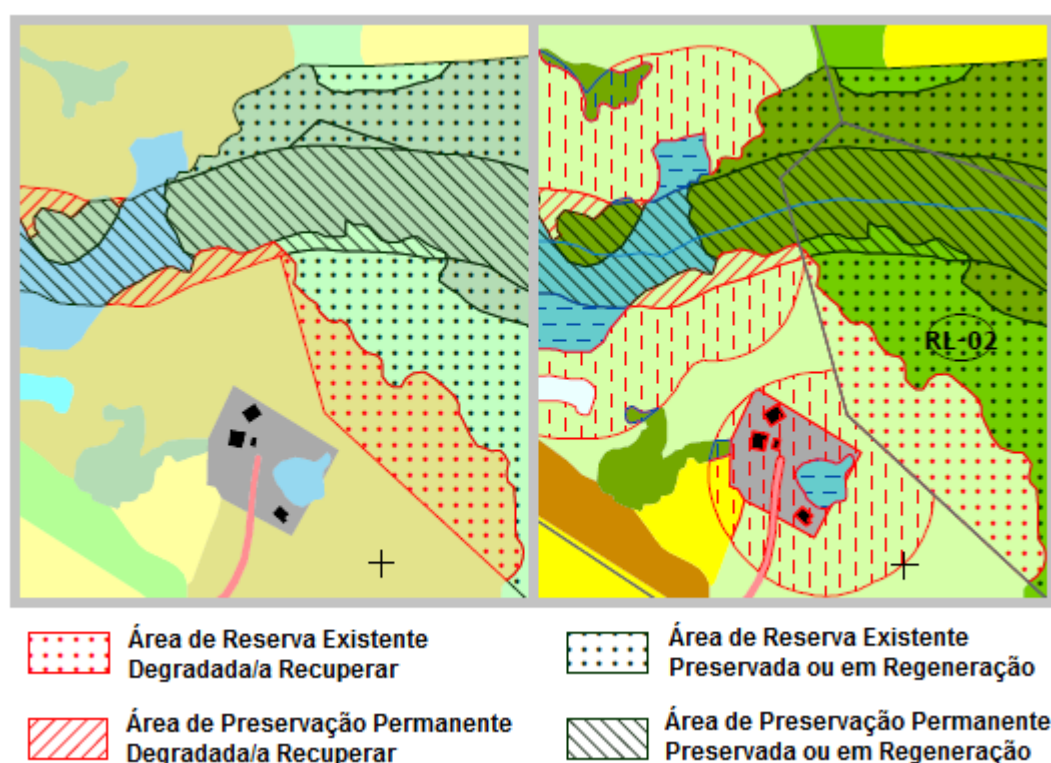 RL-02
Área de Reserva Existente
Degradada/a Recuperar
Área de Reserva Existente
Preservada ou em Regeneração
Área de Preservação Permanente
Degradada/a Recuperar
Área de Preservação Permanente
Preservada ou em Regeneração